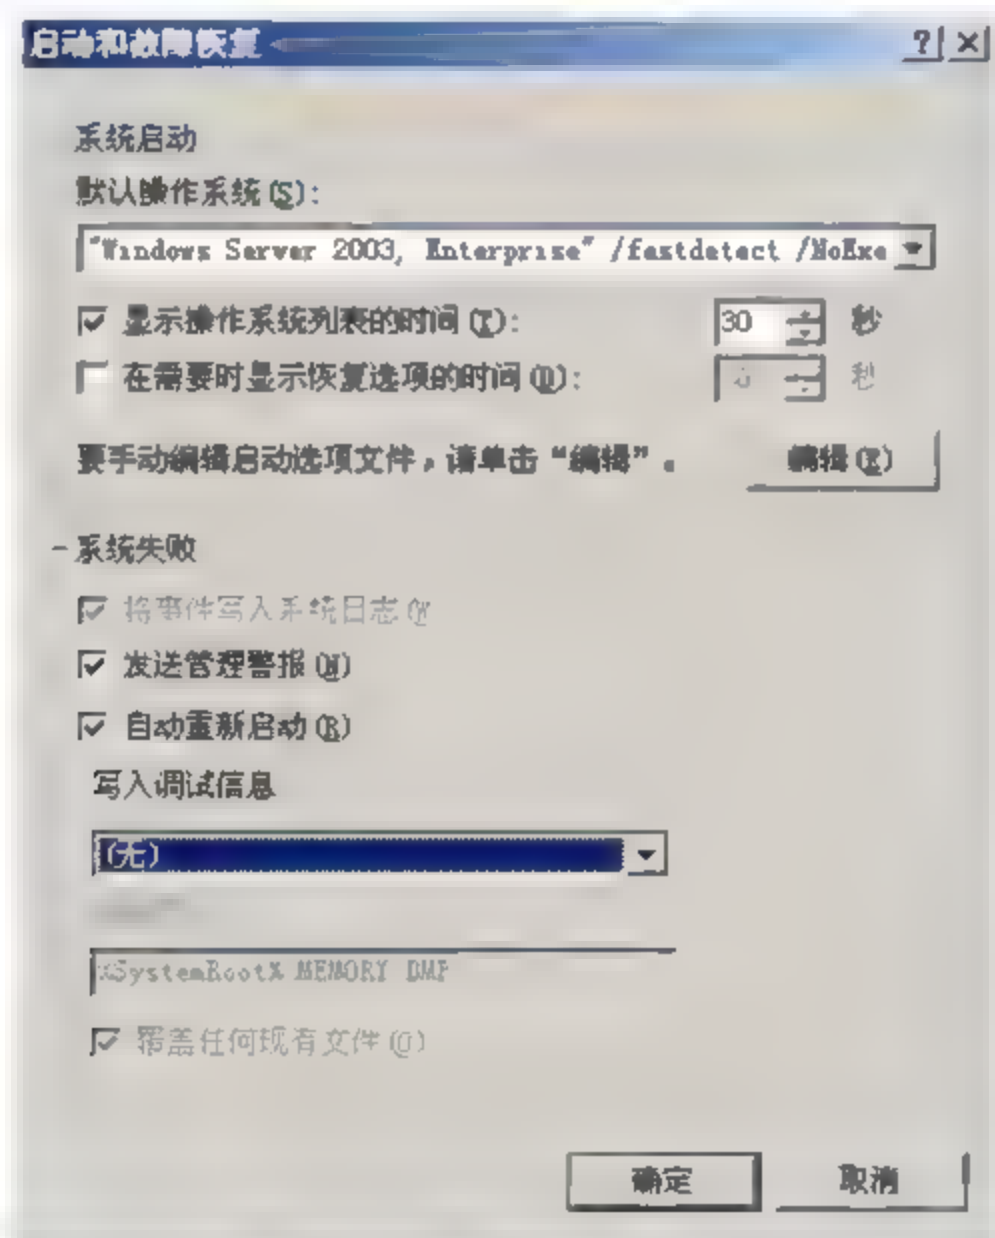 启动和故障恢复
系统启动
默认操作系统(S):
"Windows Server 2003, Enterprise" /fastdetect /NoExe
显示操作系统列表的时间(T): 30 秒
在需要时显示恢复选项的时间(D): 秒
要手动编辑启动选项文件，请单击“编辑”。 编辑(E)
系统失败
将事件写入系统日志(W
发送管理警报(N)
自动重新启动(R)
写入调试信息
(无)
%SystemRoot% MEMORY DMP
覆盖任何现有文件(O)
确定 取消